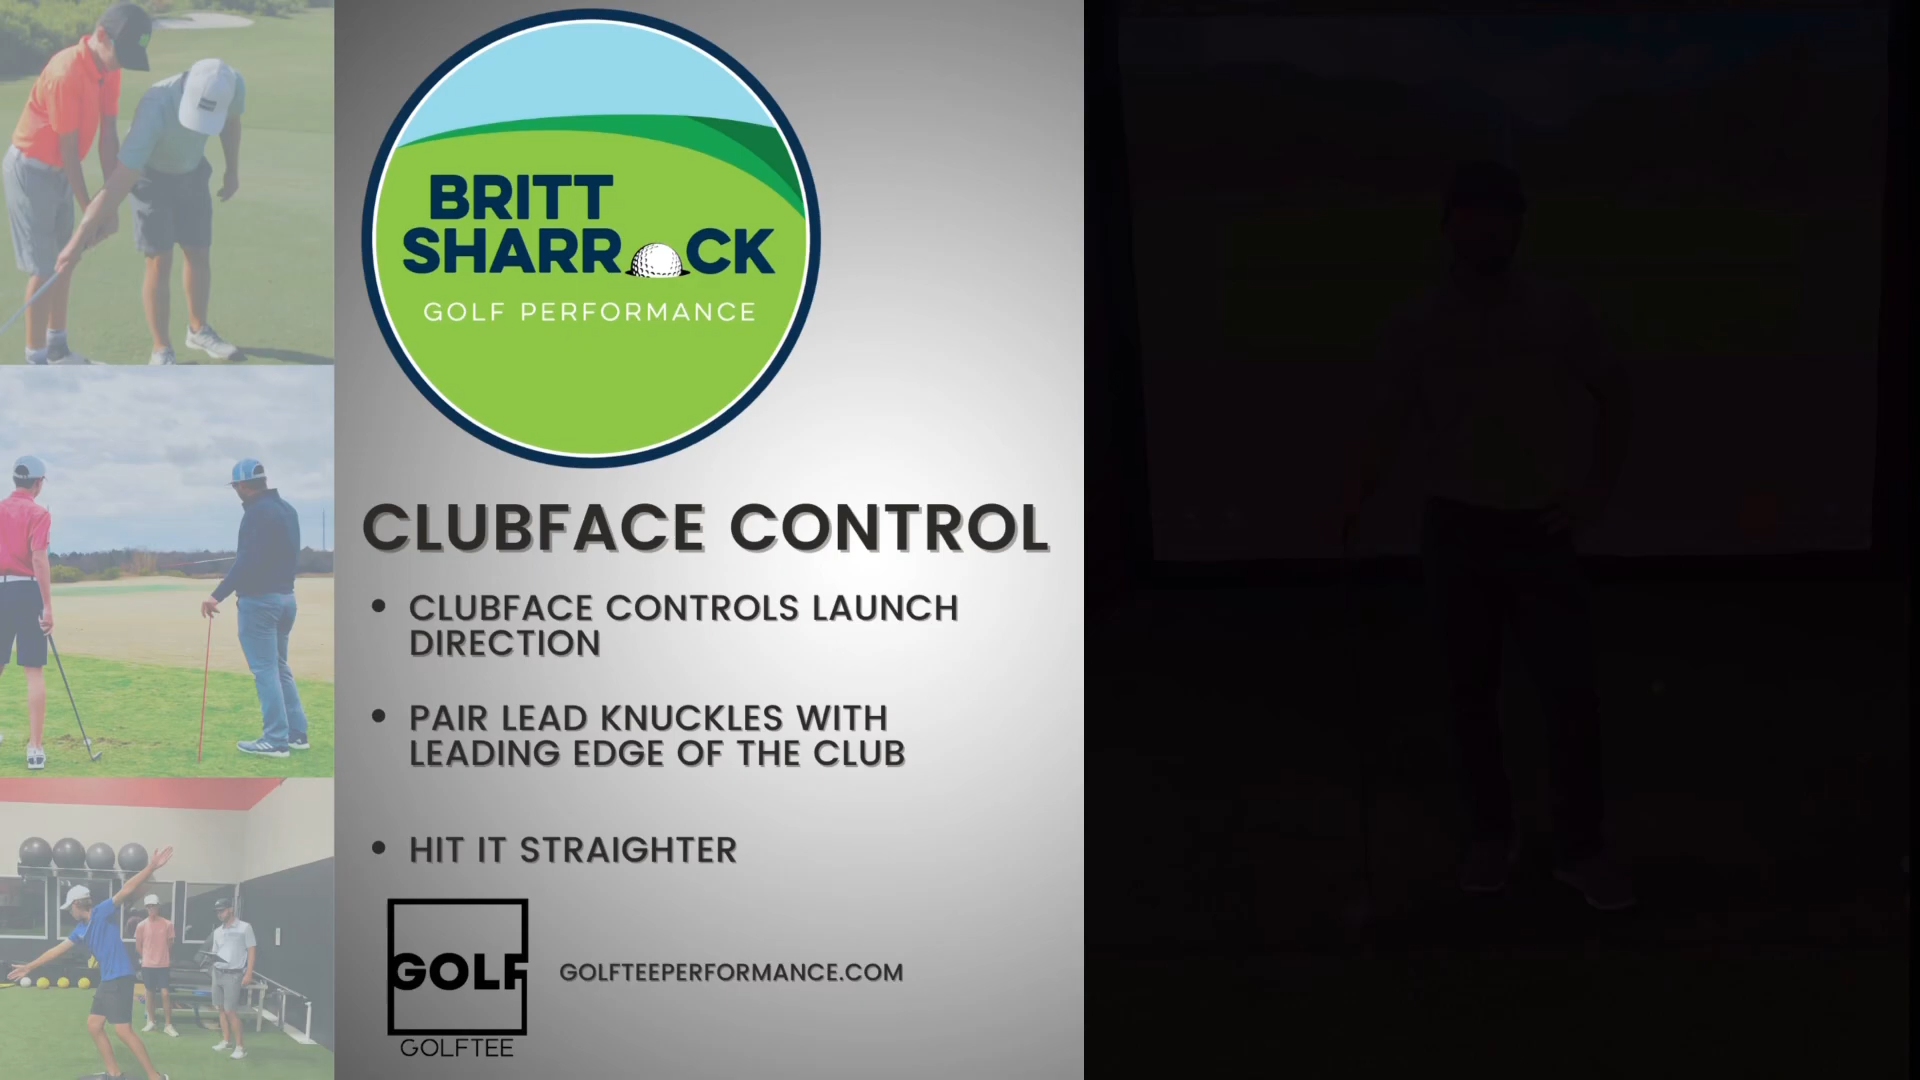 BRITT
SHARROCK
GOLF PERFORMANCE
CLUBFACE CONTROL
• CLUBFACE CONTROLS LAUNCH
DIRECTION
• PAIR LEAD KNUCKLES WITH
LEADING EDGE OF THE CLUB
• HIT IT STRAIGHTER
GOLF
GOLFTEE
GOLFTEEPERFORMANCE.COM